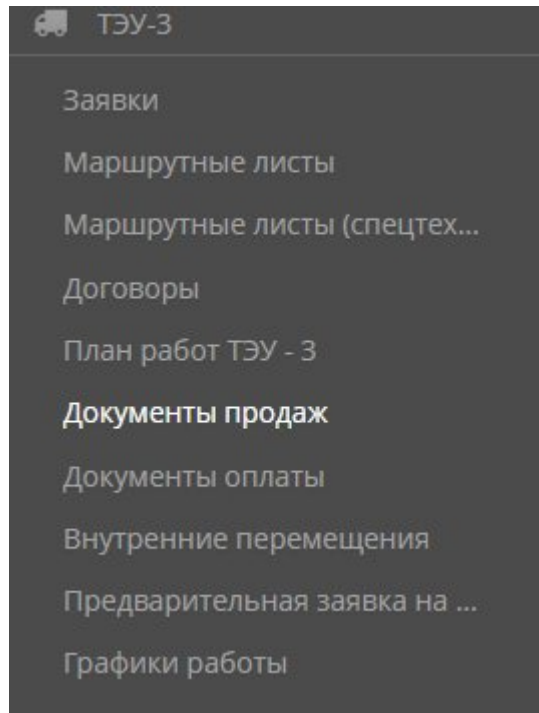 ТЭУ-3
Заявки
Маршрутные листы
Маршрутные листы (спецтех...
Договоры
План работ ТЭУ - 3
Документы продаж
Документы оплаты
Внутренние перемещения
Предварительная заявка на ...
Графики работы